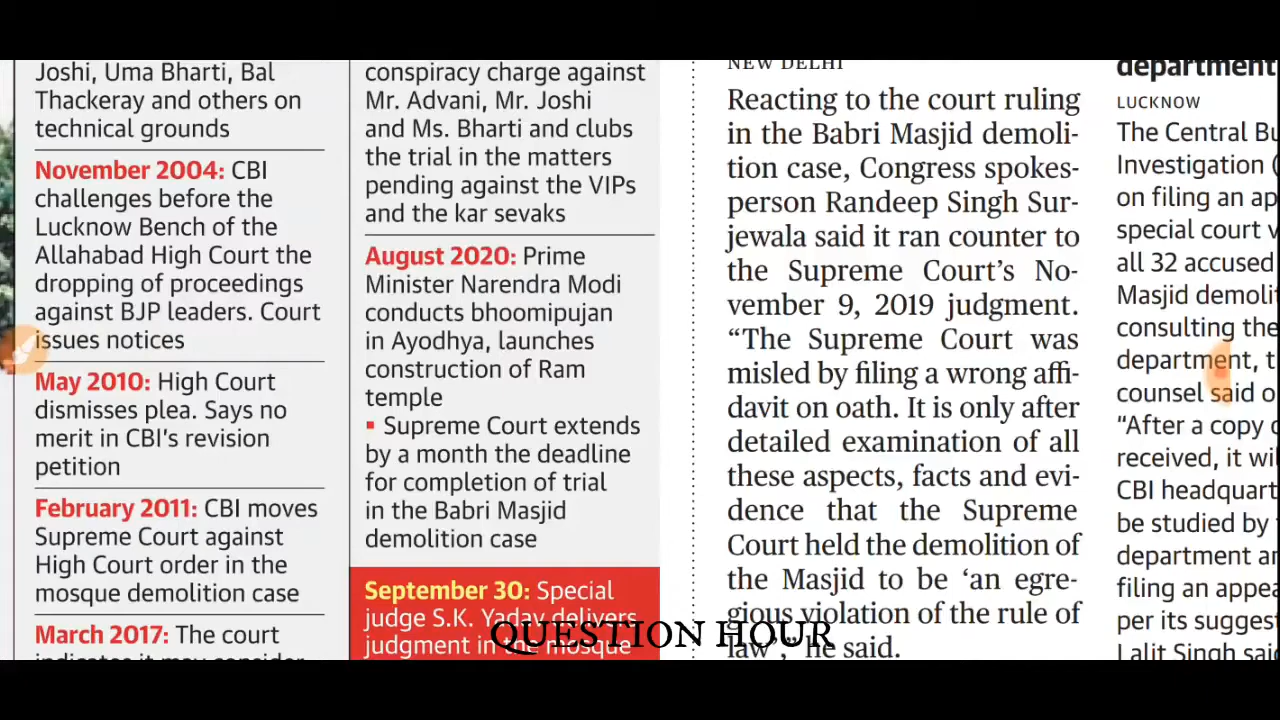 Joshi, Uma Bharti, Bal
Thackeray and others on
technical grounds
November 2004: CBI
challenges before the
Lucknow Bench of the
Allahabad High Court the
dropping of proceedings
against BJP leaders. Court
issues notices
May 2010: High Court
dismisses plea. Says no
merit in CBI's revision
petition
February 2011: CBI moves
Supreme Court against
High Court order in the
mosque demolition case
March 2017: The court
indicates it may consider
conspiracy charge against
Mr. Advani, Mr. Joshi
and Ms. Bharti and clubs
the trial in the matters
pending against the VIPs
and the kar sevaks
August 2020: Prime
Minister Narendra Modi
conducts bhoomipujan
in Ayodhya, launches
construction of Ram
temple
▪ Supreme Court extends
by a month the deadline
for completion of trial
in the Babri Masjid
demolition case
September 30: Special
judge S.K. Yadav delivers
judgment in the mosque
NEW DELHI
Reacting to the court ruling
in the Babri Masjid demoli-
tion case, Congress spokes-
person Randeep Singh Sur-
jewala said it ran counter to
the Supreme Court's No-
vember 9, 2019 judgment.
“The Supreme Court was
misled by filing a wrong affi-
davit on oath. It is only after
detailed examination of all
these aspects, facts and evi-
dence that the Supreme
Court held the demolition of
the Masjid to be ‘an egre-
gious violation of the rule of
law’,” he said.
department
LUCKNOW
The Central Bu
Investigation (
on filing an ap
special court v
all 32 accused
Masjid demolit
consulting the
department, t
counsel said o
“After a copy o
received, it wil
CBI headquart
be studied by
department an
filing an appea
per its suggest
Lalit Singh said
QUESTION HOUR